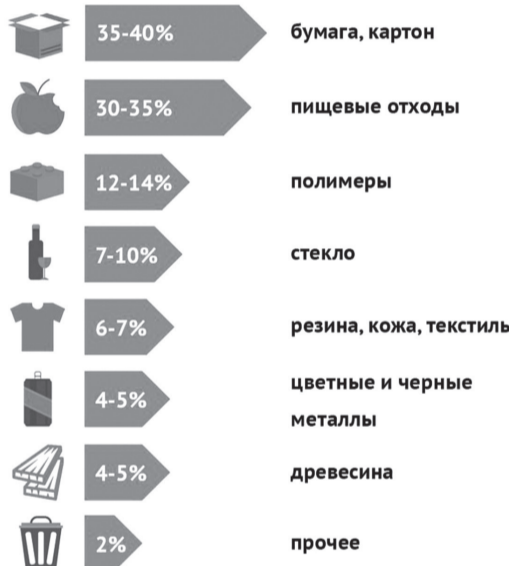 35-40% бумага, картон
30-35% пищевые отходы
12-14% полимеры
7-10% стекло
6-7% резина, кожа, текстиль
4-5% цветные и черные
металлы
4-5% древесина
2% прочее